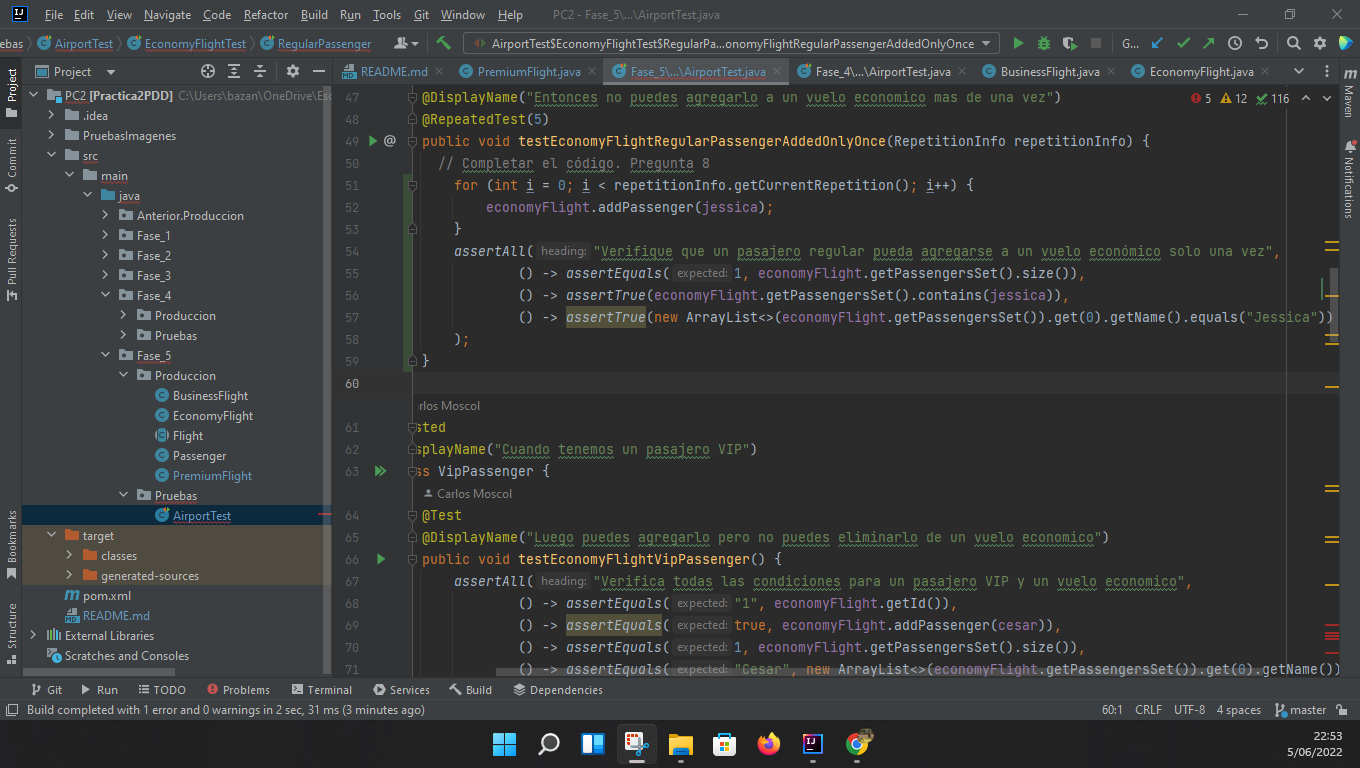 File Edit View Navigate Code Refactor Build Run Tools Git Window Help PC2 - Fase_5\...\AirportTest.java
ebas AirportTest EconomyFlightTest RegularPassenger AirportTest$EconomyFlightTest$RegularPa...onomyFlightRegularPassengerAddedOnlyOnce G...
Project README.md PremiumFlight.java Fase_5\...\AirportTest.java Fase_4\...\AirportTest.java BusinessFlight.java EconomyFlight.java
Project
Commit
Pull Requests
Bookmarks
Structure
PC2 [Practica2PDD] C:\Users\bazan\OneDrive\Esc
.idea
PruebasImagenes
src
main
java
Anterior.Produccion
Fase_1
Fase_2
Fase_3
Fase_4
Produccion
Pruebas
Fase_5
Produccion
BusinessFlight
EconomyFlight
Flight
Passenger
PremiumFlight
Pruebas
AirportTest
target
classes
generated-sources
pom.xml
README.md
External Libraries
Scratches and Consoles
5 12 116
47 @DisplayName("Entonces no puedes agregarlo a un vuelo economico mas de una vez")
48 @RepeatedTest(5)
49 @ public void testEconomyFlightRegularPassengerAddedOnlyOnce(RepetitionInfo repetitionInfo) {
50 // Completar el código. Pregunta 8
51 for (int i = 0; i < repetitionInfo.getCurrentRepetition(); i++) {
52 economyFlight.addPassenger(jessica);
53 }
54 assertAll( heading: "Verifique que un pasajero regular pueda agregarse a un vuelo económico solo una vez",
55 () -> assertEquals( expected: 1, economyFlight.getPassengersSet().size()),
56 () -> assertTrue(economyFlight.getPassengersSet().contains(jessica)),
57 () -> assertTrue(new ArrayList<>(economyFlight.getPassengersSet()).get(0).getName().equals("Jessica"))
58 );
59 }
60
rlos Moscol
61 sted
62 splayName("Cuando tenemos un pasajero VIP")
63 ss VipPassenger {
Carlos Moscol
64 @Test
65 @DisplayName("Luego puedes agregarlo pero no puedes eliminarlo de un vuelo economico")
66 public void testEconomyFlightVipPassenger() {
67 assertAll( heading: "Verifica todas las condiciones para un pasajero VIP y un vuelo economico",
68 () -> assertEquals( expected: "1", economyFlight.getId()),
69 () -> assertEquals( expected: true, economyFlight.addPassenger(cesar)),
70 () -> assertEquals( expected: 1, economyFlight.getPassengersSet().size()),
71 () -> assertEquals( expected: "Cesar", new ArrayList<>(economyFlight.getPassengersSet()).get(0).getName())
m
Maven
Notifications
Git Run TODO Problems Terminal Services Build Dependencies
Build completed with 1 error and 0 warnings in 2 sec, 31 ms (3 minutes ago) 60:1 CRLF UTF-8 4 spaces master
22:53
5/06/2022